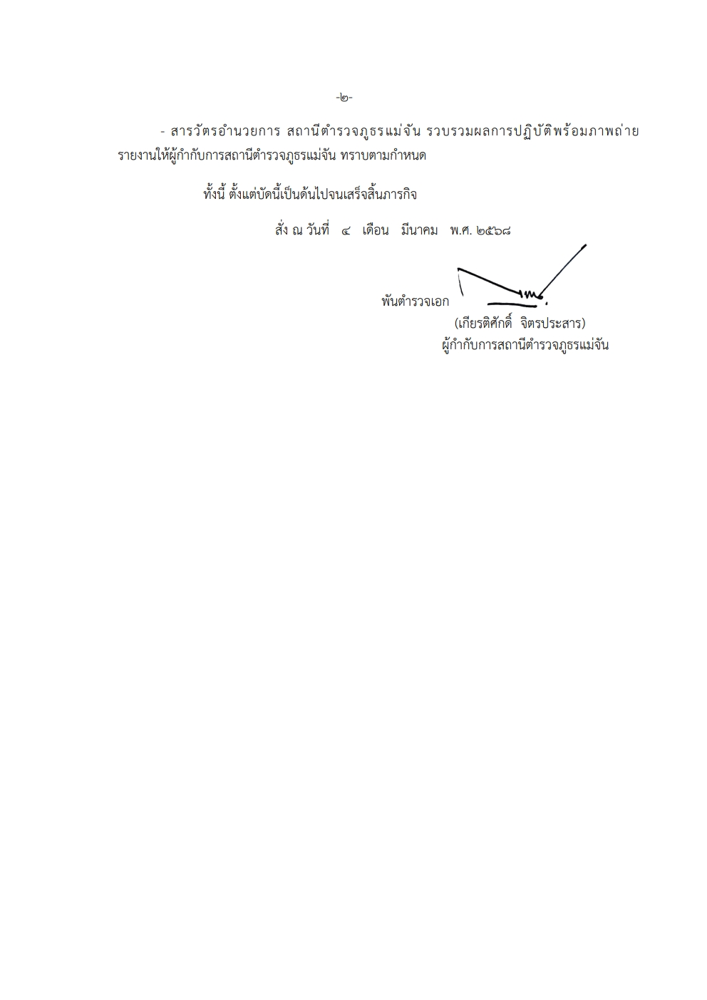 -๒-
- สารวัตรอำนวยการ สถานีตำรวจภูธรแม่จัน รวบรวมผลการปฏิบัติพร้อมภาพถ่าย
รายงานให้ผู้กำกับการสถานีตำรวจภูธรแม่จัน ทราบตามกำหนด
ทั้งนี้ ตั้งแต่บัดนี้เป็นต้นไปจนเสร็จสิ้นภารกิจ
สั่ง ณ วันที่ ๔ เดือน มีนาคม พ.ศ. ๒๕๖๘
พันตำรวจเอก
(เกียรติศักดิ์ จิตรประสาร)
ผู้กำกับการสถานีตำรวจภูธรแม่จัน